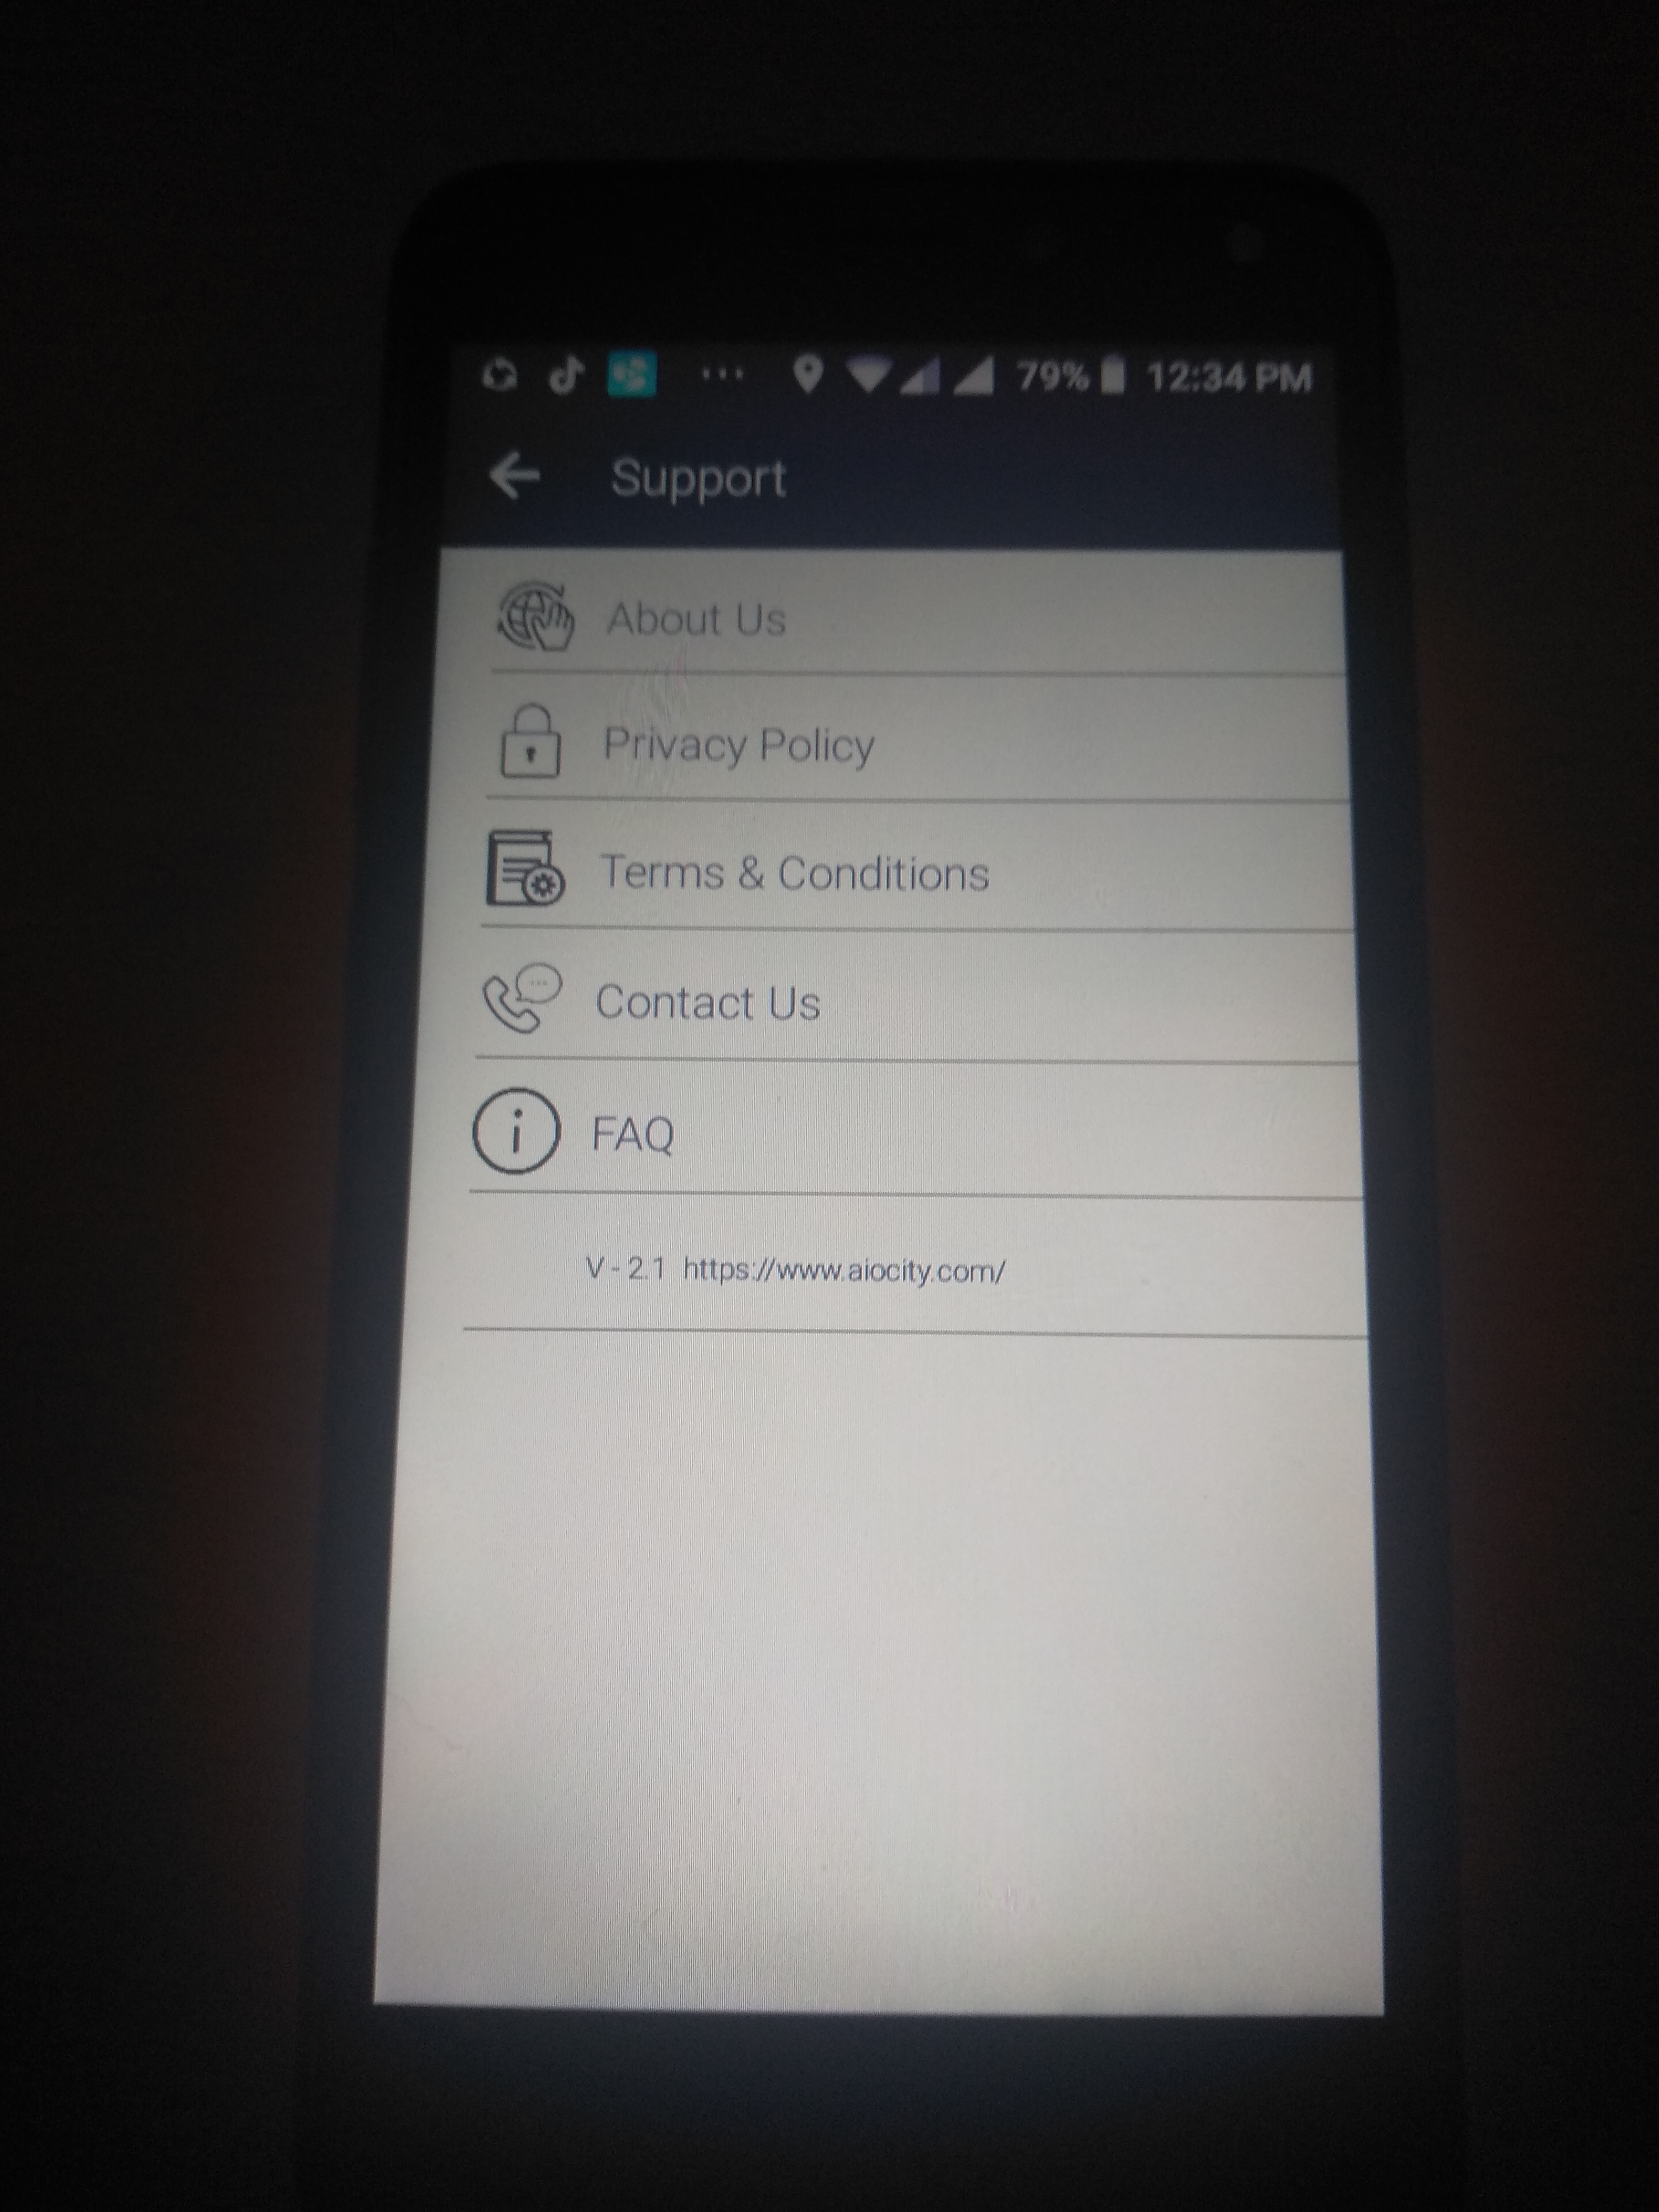 79% 12:34 PM
Support
About Us
Privacy Policy
Terms & Conditions
Contact Us
FAQ
V - 2.1 https://www.aiocity.com/